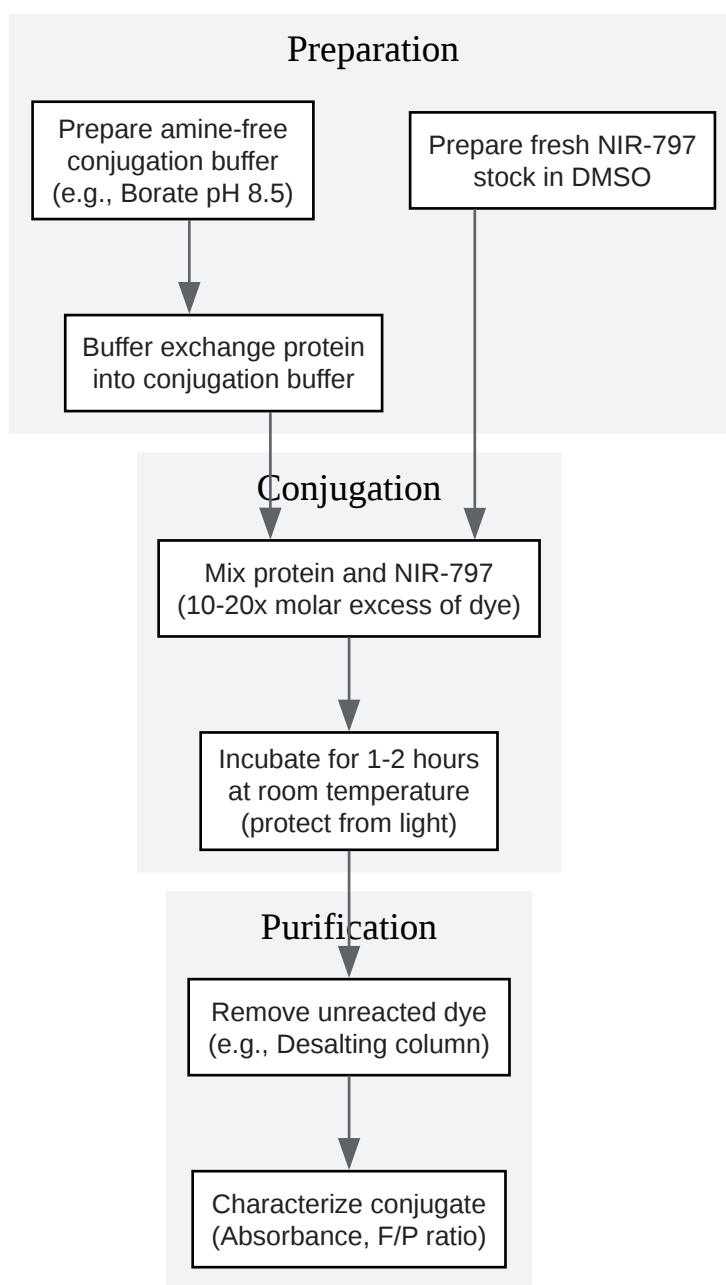 Preparation
Prepare amine-free
conjugation buffer
(e.g., Borate pH 8.5)
Prepare fresh NIR-797
stock in DMSO
Buffer exchange protein
into conjugation buffer
Conjugation
Mix protein and NIR-797
(10-20x molar excess of dye)
Incubate for 1-2 hours
at room temperature
(protect from light)
Purification
Remove unreacted dye
(e.g., Desalting column)
Characterize conjugate
(Absorbance, F/P ratio)